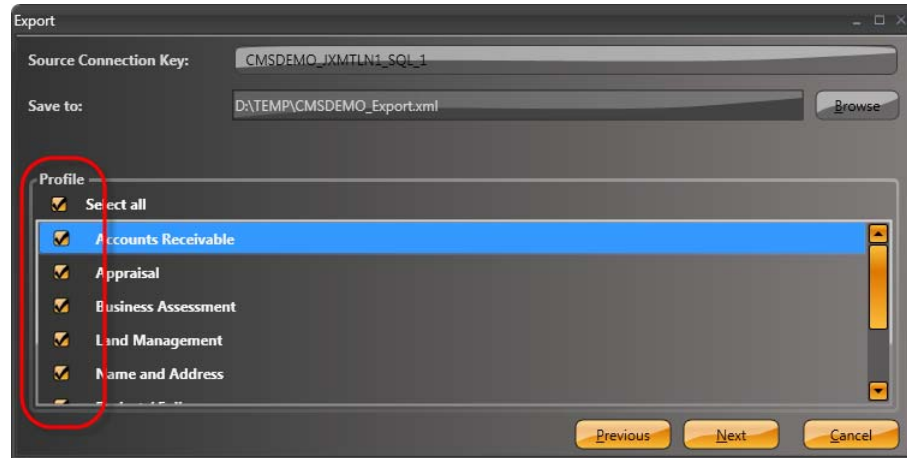 Export
Source Connection Key: CMSDEMO_JXMTLN1_SQL_1
Save to: D:\TEMP\CMSDEMO_Export.xml Browse
Profile
Select all
Accounts Receivable
Appraisal
Business Assessment
Land Management
Name and Address
Previous Next Cancel